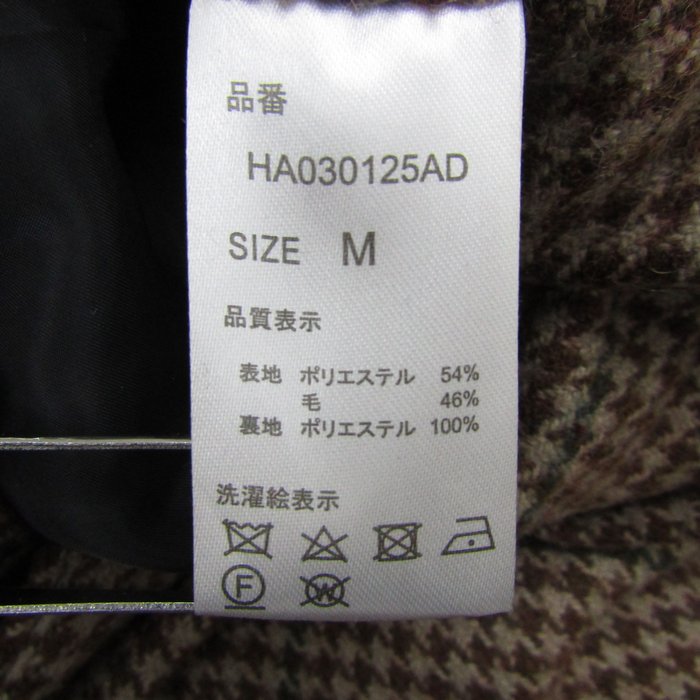 品番
HA030125AD
SIZE M
品質表示
表地 ポリエステル 54%
毛 46%
裏地 ポリエステル 100%
洗濯絵表示
F W